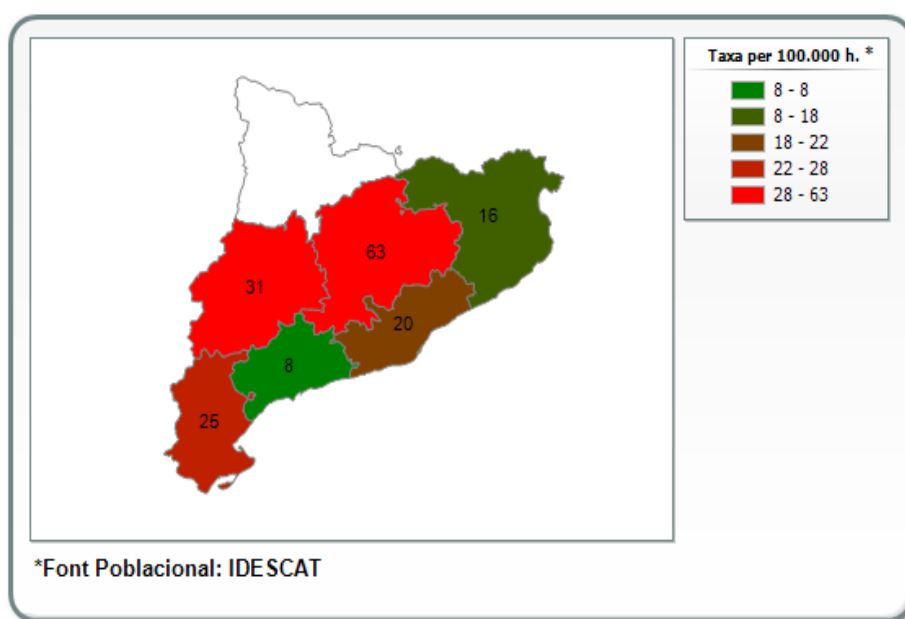 Taxa per 100.000 h. *
8 - 8
8 - 18
18 - 22
22 - 28
28 - 63
16
63
31
20
8
25
*Font Poblacional: IDESCAT